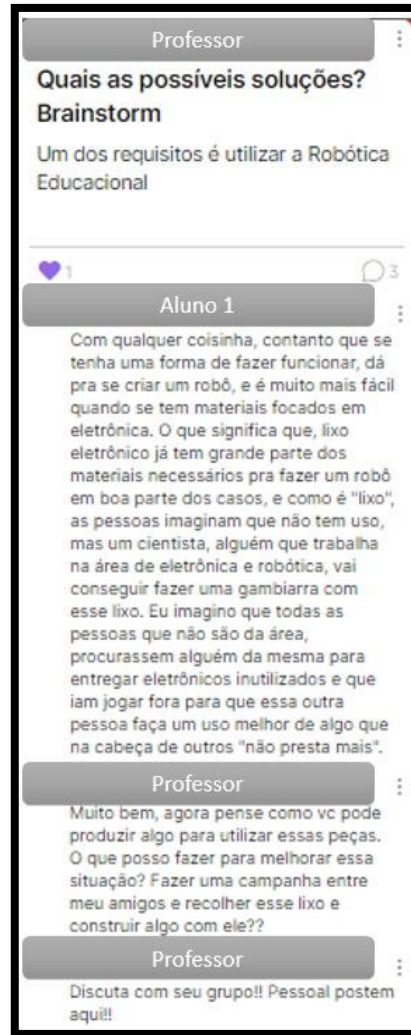 Professor
Quais as possíveis soluções?
Brainstorm
Um dos requisitos é utilizar a Robótica
Educacional
1
3
Aluno 1
Com qualquer coisinha, contanto que se
tenha uma forma de fazer funcionar, dá
pra se criar um robô, e é muito mais fácil
quando se tem materiais focados em
eletrônica. O que significa que, lixo
eletrônico já tem grande parte dos
materiais necessários pra fazer um robô
em boa parte dos casos, e como é "lixo",
as pessoas imaginam que não tem uso,
mas um cientista, alguém que trabalha
na área de eletrônica e robótica, vai
conseguir fazer uma gambiarra com
esse lixo. Eu imagino que todas as
pessoas que não são da área,
procurassem alguém da mesma para
entregar eletrônicos inutilizados e que
iam jogar fora para que essa outra
pessoa faça um uso melhor de algo que
na cabeça de outros "não presta mais".
Professor
Muito bem, agora pense como vc pode
produzir algo para utilizar essas peças.
O que posso fazer para melhorar essa
situação? Fazer uma campanha entre
meu amigos e recolher esse lixo e
construir algo com ele??
Professor
Discuta com seu grupo!! Pessoal postem
aqui!!